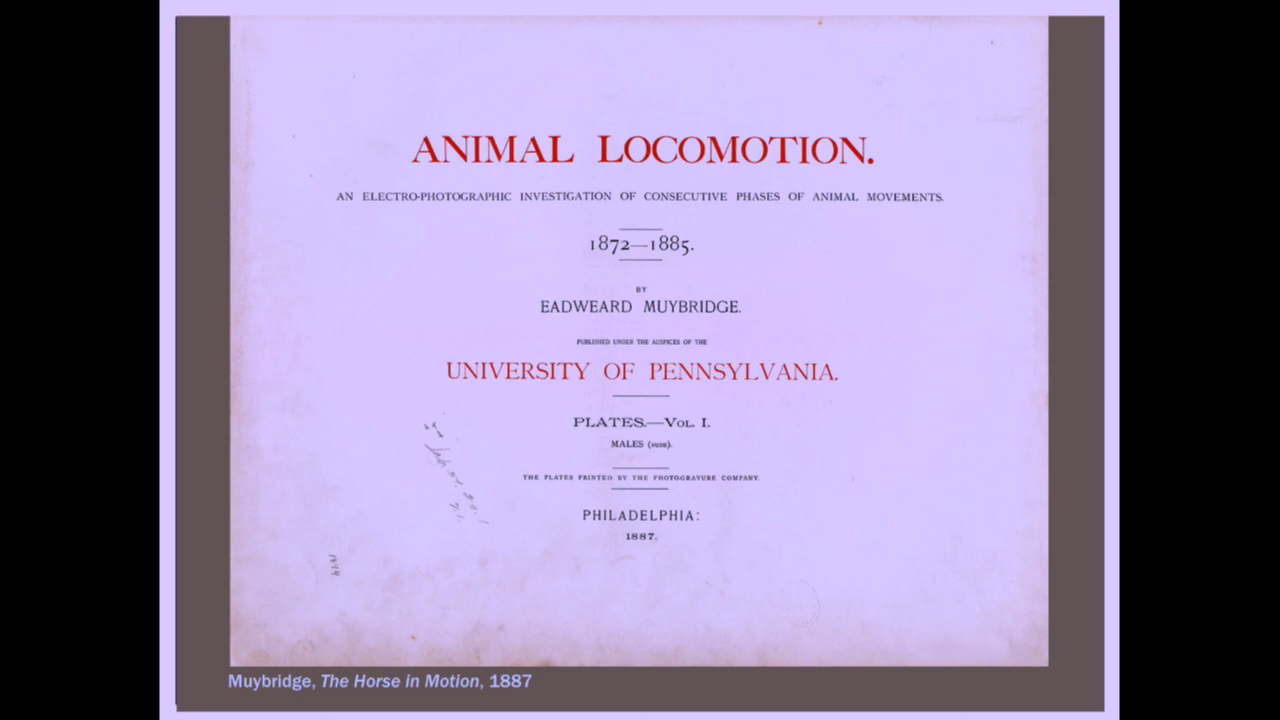 ANIMAL LOCOMOTION.
AN ELECTRO-PHOTOGRAPHIC INVESTIGATION OF CONSECUTIVE PHASES OF ANIMAL MOVEMENTS.
1872—1885.
BY
EADWEARD MUYBRIDGE.
PUBLISHED UNDER THE AUSPICES OF THE
UNIVERSITY OF PENNSYLVANIA.
PLATES.—VOL. I.
MALES (NUDE).
THE PLATES PRINTED BY THE PHOTOGRAVURE COMPANY.
PHILADELPHIA:
1887.
Muybridge, The Horse in Motion, 1887